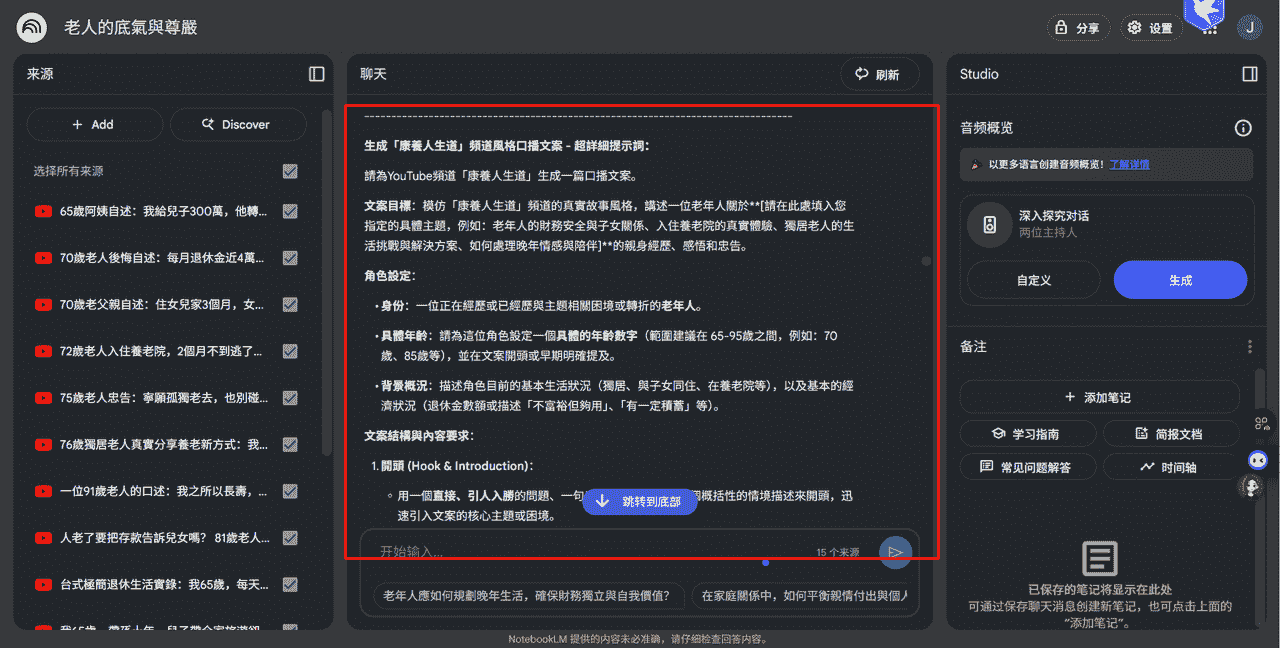 老人的底氣與尊嚴
分享
设置
J
来源
Add
Discover
选择所有来源
65歲阿姨自述：我給兒子300萬，他轉...
70歲老人後悔自述：每月退休金近4萬...
70歲老父親自述：住女兒家3個月，女...
72歲老人入住養老院，2個月不到逃了...
75歲老人忠告：寧願孤獨老去，也別碰...
76歲獨居老人真實分享養老新方式：我...
一位91歲老人的口述：我之所以長壽，...
人老了要把存款告訴兒女嗎？ 81歲老人...
台式極簡退休生活實錄：我65歲，每天...
聊天
刷新
生成「康養人生道」頻道風格口播文案 - 超詳細提示詞：
請為YouTube頻道「康養人生道」生成一篇口播文案。
文案目標：模仿「康養人生道」頻道的真實故事風格，講述一位老年人關於**[請在此處填入您
指定的具體主題，例如：老年人的財務安全與子女關係、入住養老院的真實體驗、獨居老人的生
活挑戰與解決方案、如何處理晚年情感與陪伴]**的親身經歷、感悟和忠告。
角色設定：
• 身份：一位正在經歷或已經歷與主題相關困境或轉折的老年人。
• 具體年齡：請為這位角色設定一個具體的年齡數字（範圍建議在 65-95歲之間，例如：70
歲、85歲等），並在文案開頭或早期明確提及。
• 背景概況：描述角色目前的基本生活狀況（獨居、與子女同住、在養老院等），以及基本的經
濟狀況（退休金數額或描述「不富裕但夠用」、「有一定積蓄」等）。
文案結構與內容要求：
1. 開頭 (Hook & Introduction)：
用一個直接、引人入勝的問題、一句
概括性的情境描述來開頭，迅
速引入文案的核心主題或困境。
跳转到底部
开始输入...
15 个来源
老年人應如何規劃晚年生活，確保財務獨立與自我價值？
在家庭關係中，如何平衡親情付出與個人
NotebookLM 提供的内容未必准确，请仔细检查回答内容。
Studio
音频概览
以更多语言创建音频概览！了解详情
深入探究对话
两位主持人
自定义
生成
备注
添加笔记
学习指南
简报文档
常见问题解答
时间轴
已保存的笔记将显示在此处
可通过保存聊天消息创建新笔记，也可点击上面的
“添加笔记”。